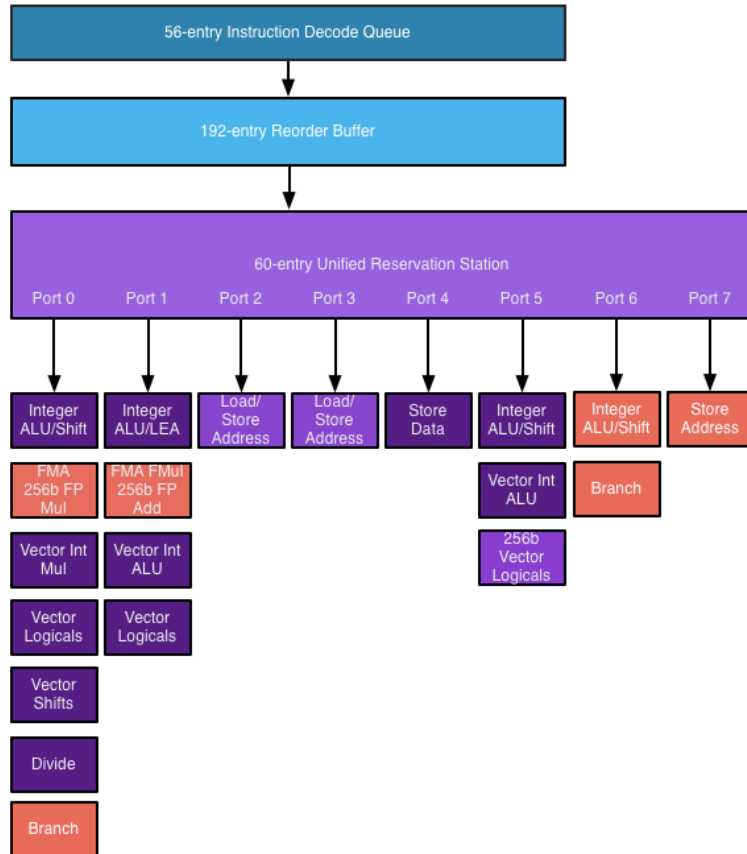 56-entry Instruction Decode Queue
192-entry Reorder Buffer
60-entry Unified Reservation Station
Port 0
Port 1
Port 2
Port 3
Port 4
Port 5
Port 6
Port 7
Integer
ALU/Shift
Integer
ALU/LEA
Load/
Store
Address
Load/
Store
Address
Store
Data
Integer
ALU/Shift
Integer
ALU/Shift
Store
Address
FMA
256b FP
Mul
FMA FMul
256b FP
Add
Vector Int
ALU
Branch
Vector Int
Mul
Vector Int
ALU
256b
Vector
Logicals
Vector
Logicals
Vector
Logicals
Vector
Shifts
Divide
Branch